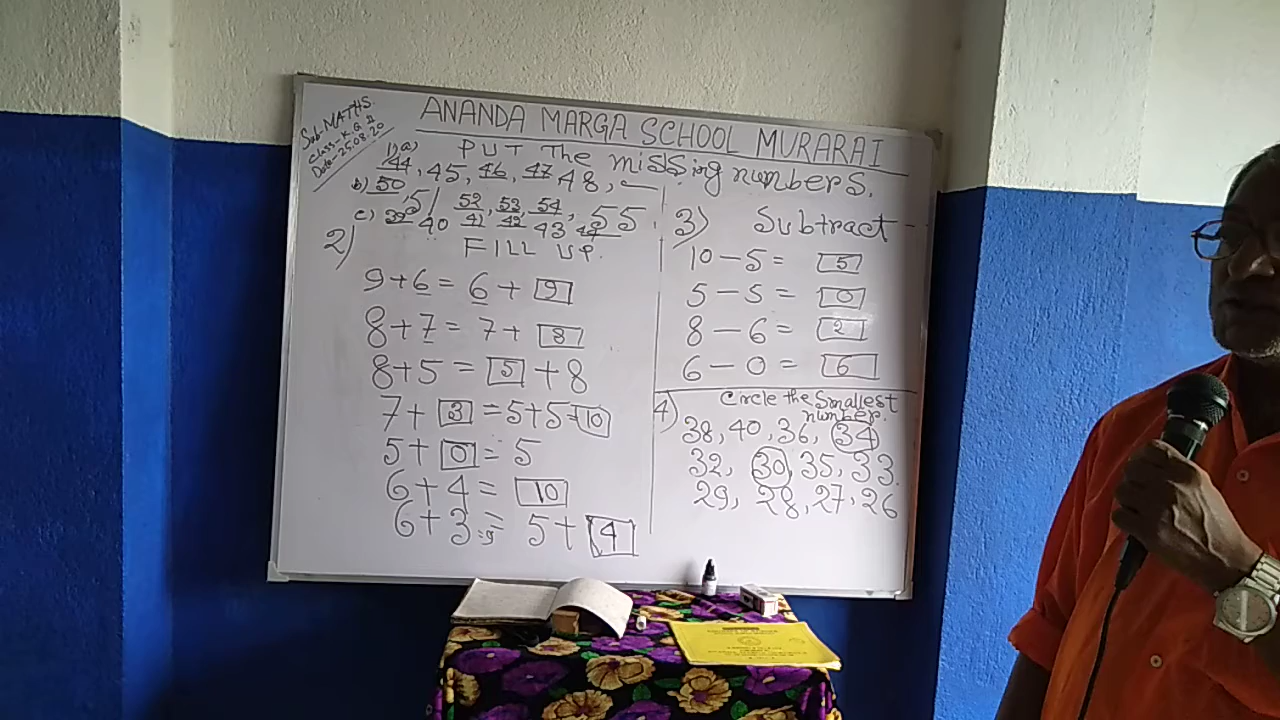 Sub-MATHS.
Class-K.G II
Date-25.08.20
ANANDA MARGA SCHOOL MURARAI
PUT The missing numbers.
1) a) 44, 45, 46, 47 48,
b) 50, 51 52, 53, 54, 55
c) 39 40 41 42 43 44
2) FILL UP.
9+6 = 6 + 9
8+7 = 7+ 8
8+5 = 5 + 8
7+ 3 = 5+5=10
5+ 0 = 5
6+4 = 10
6+3=9 = 5+ 4
3) Subtract
10-5 = 5
5-5 = 0
8-6 = 2
6-0 = 6
4) Circle the Smallest
number.
38, 40, 36, 34
32, 30, 35, 33.
29, 28, 27, 26